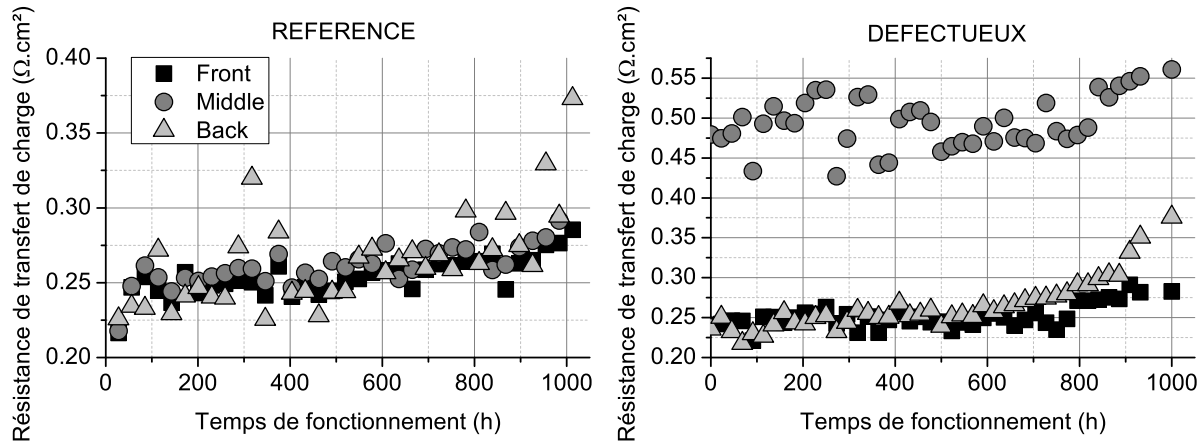 REFERENCE
Résistance de transfert de charge (Ω.cm²)
0.40
0.35
0.30
0.25
0.20
Front
Middle
Back
0 200 400 600 800 1000
Temps de fonctionnement (h)
DEFECTUEUX
Résistance de transfert de charge (Ω.cm²)
0.55
0.50
0.45
0.35
0.30
0.25
0.20
0 200 400 600 800 1000
Temps de fonctionnement (h)